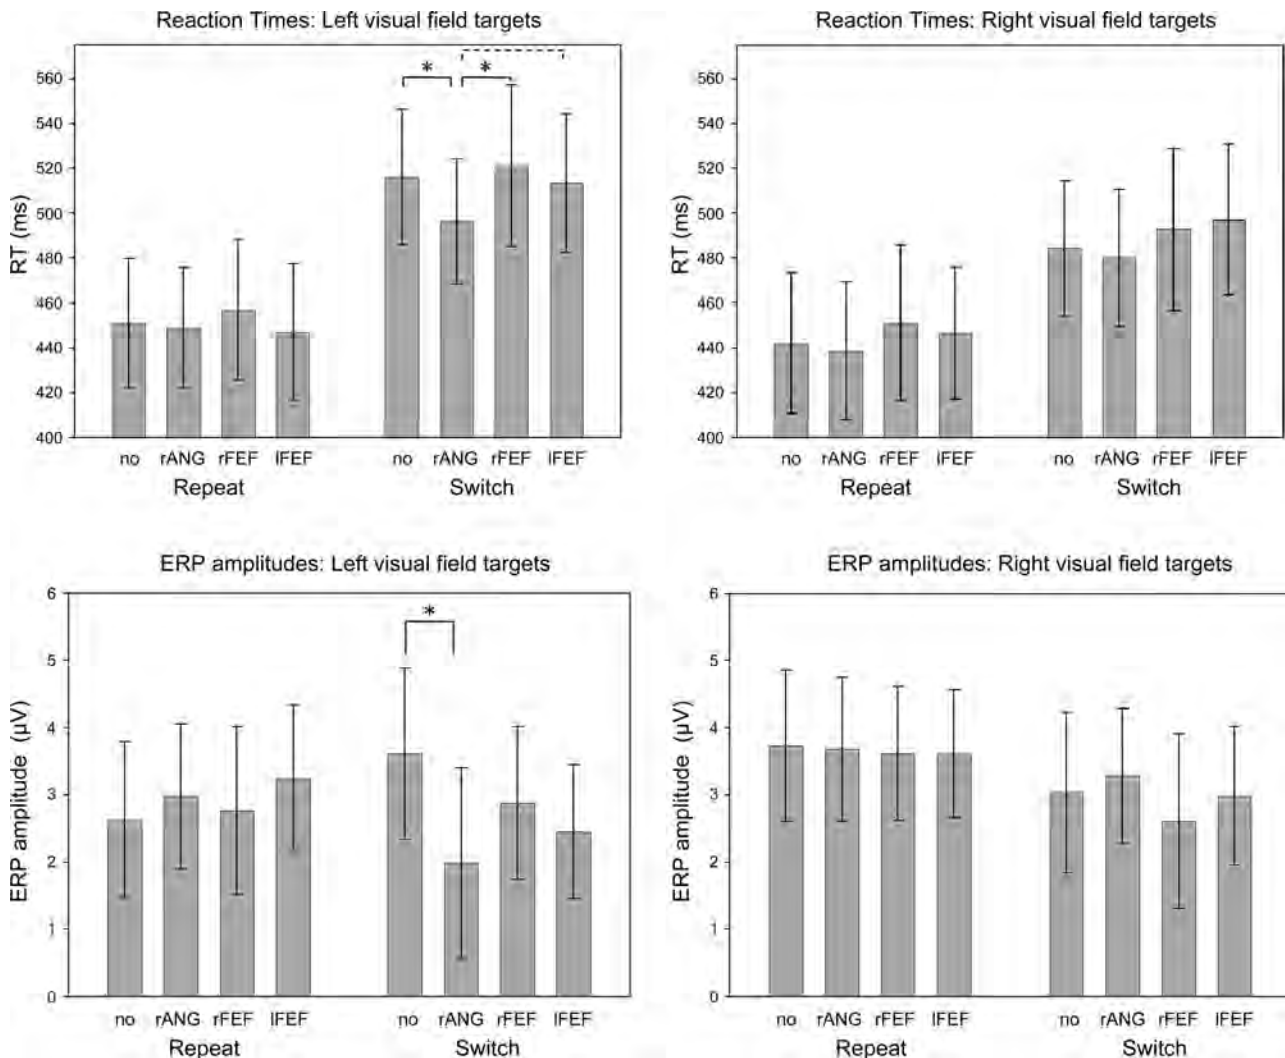 Reaction Times: Left visual field targets
560
540
520
500
480
460
440
420
400
RT (ms)
* *
no rANG rFEF lFEF no rANG rFEF lFEF
Repeat Switch
Reaction Times: Right visual field targets
560
540
520
500
480
460
440
420
400
RT (ms)
no rANG rFEF lFEF no rANG rFEF lFEF
Repeat Switch
ERP amplitudes: Left visual field targets
6
5
4
3
2
1
0
ERP amplitude (µV)
*
no rANG rFEF lFEF no rANG rFEF lFEF
Repeat Switch
ERP amplitudes: Right visual field targets
6
5
4
3
2
1
0
ERP amplitude (µV)
no rANG rFEF lFEF no rANG rFEF lFEF
Repeat Switch